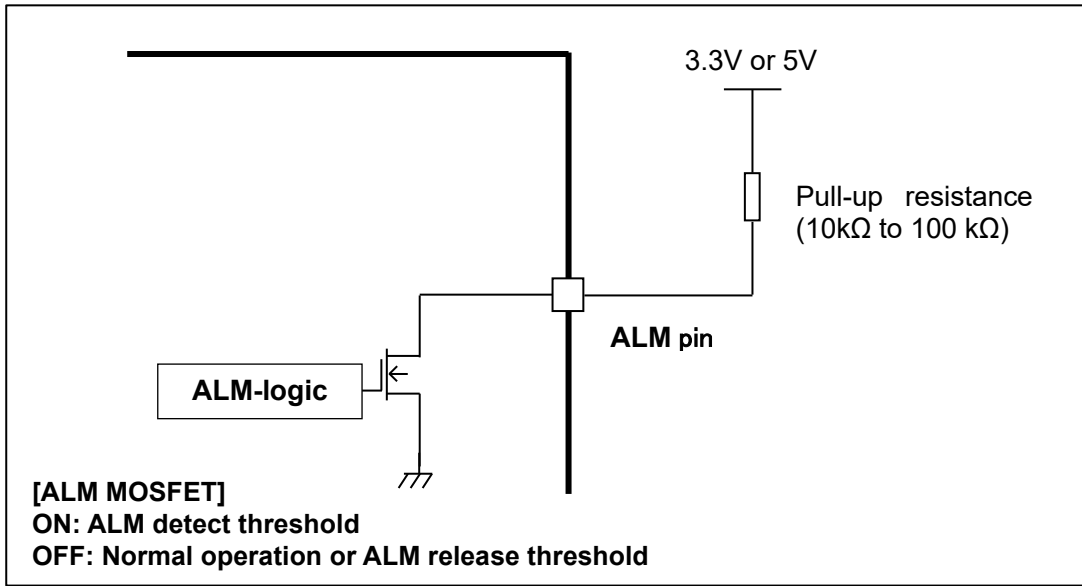 3.3V or 5V
Pull-up resistance
(10kΩ to 100 kΩ)
ALM pin
ALM-logic
[ALM MOSFET]
ON: ALM detect threshold
OFF: Normal operation or ALM release threshold